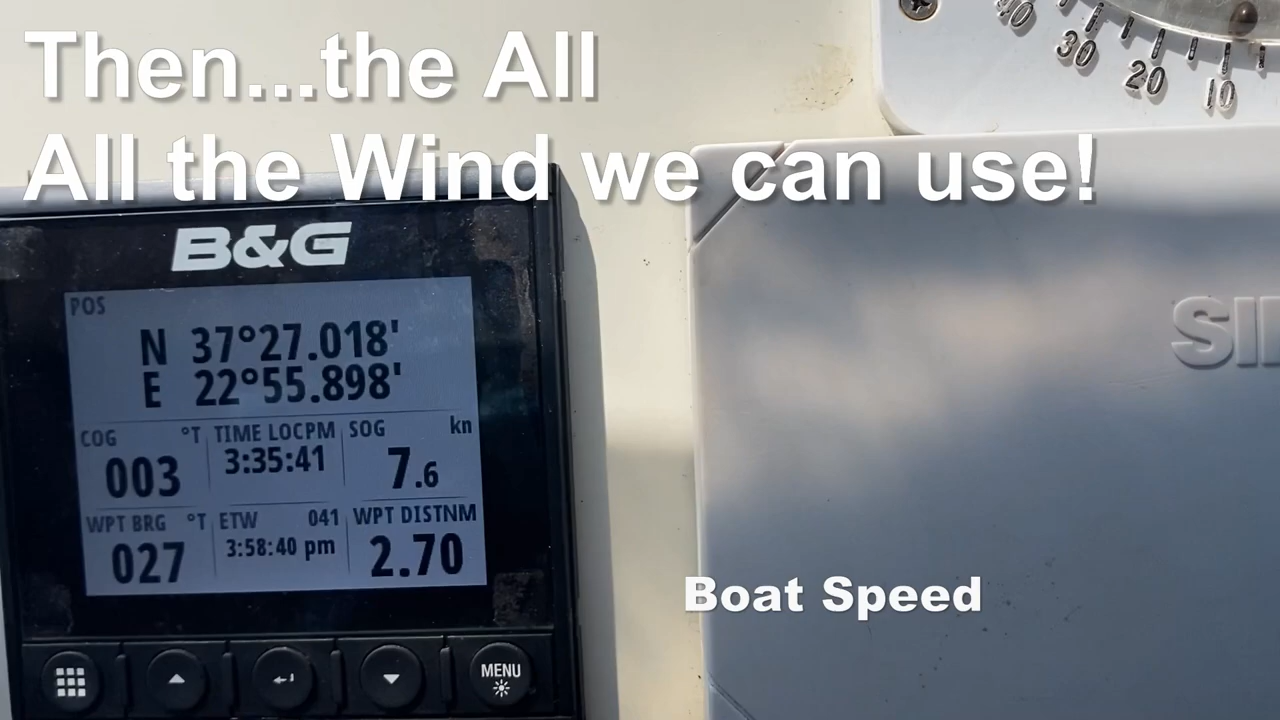 Then...the All
All the Wind we can use!
30
20
10
B&G
POS
N 37°27.018'
E 22°55.898'
COG °T
TIME LOCPM
SOG kn
003
3:35:41
7.6
WPT BRG °T
ETW 041
WPT DISTNM
027
3:58:40 pm
2.70
Boat Speed
MENU